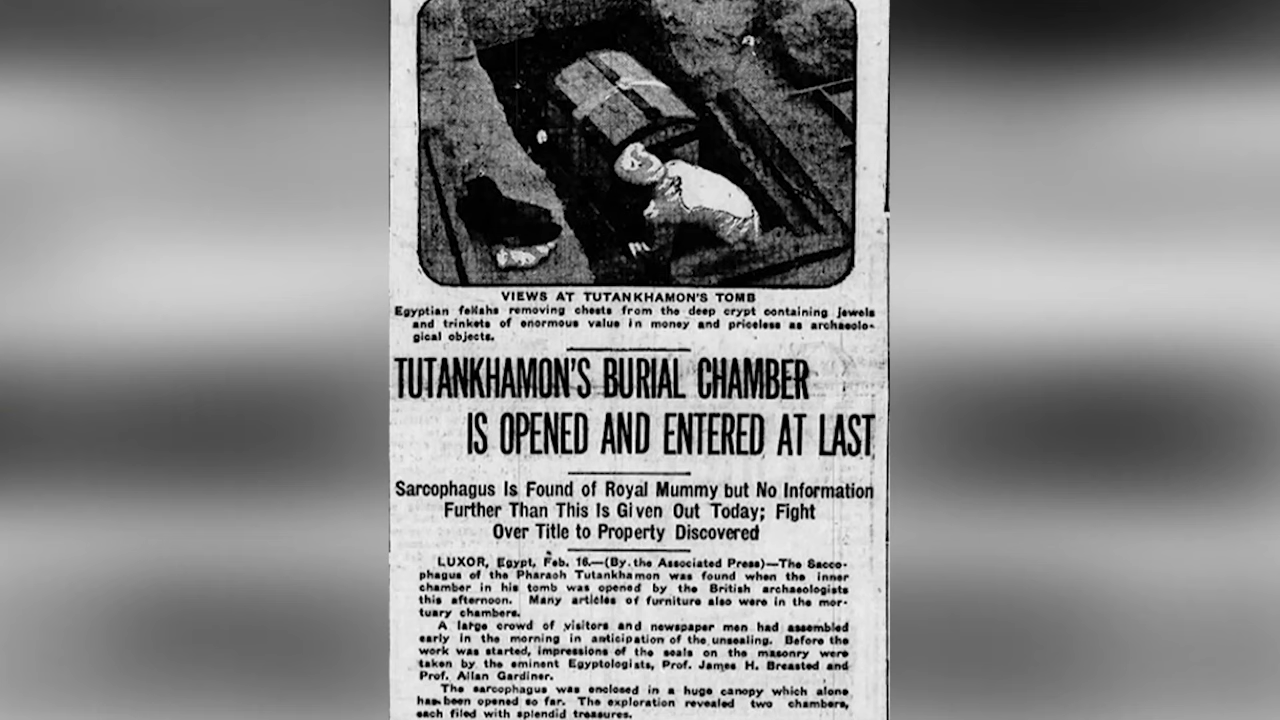 VIEWS AT TUTANKHAMON'S TOMB
Egyptian fellahs removing chests from the deep crypt containing jewels
and trinkets of enormous value in money and priceless as archaeolo-
gical objects.
TUTANKHAMON'S BURIAL CHAMBER
IS OPENED AND ENTERED AT LAST
Sarcophagus Is Found of Royal Mummy but No Information
Further Than This Is Given Out Today; Fight
Over Title to Property Discovered
LUXOR, Egypt, Feb. 16.—(By the Associated Press)—The Sacco-
phagus of the Pharaoh Tutankhamon was found when the inner
chamber in his tomb was opened by the British archaeologists
this afternoon. Many articles of furniture also were in the mor-
tuary chambers.
A large crowd of visitors and newspaper men had assembled
early in the morning in anticipation of the unsealing. Before the
work was started, impressions of the seals on the masonry were
taken by the eminent Egyptologists, Prof. James H. Breasted and
Prof. Allan Gardiner.
The sarcophagus was enclosed in a huge canopy which alone
has been opened so far. The exploration revealed two chambers,
each filed with splendid treasures.